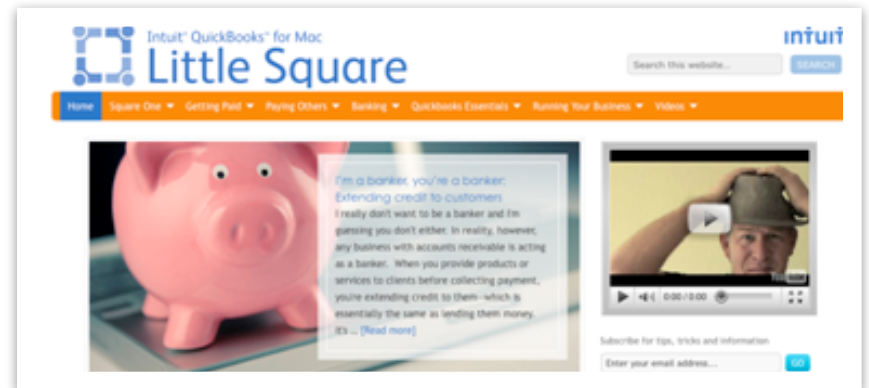 Intuit® QuickBooks® for Mac
Little Square
intuit
Search this website...
SEARCH
Home Square One Getting Paid Paying Others Banking Quickbooks Essentials Running Your Business Videos
I'm a banker, you're a banker:
Extending credit to customers
I really don't want to be a banker and I'm
guessing you don't either. In reality, however,
any business with accounts receivable is acting
as a banker. When you provide products or
services to clients before collecting payment,
you're extending credit to them—which is
essentially the same as lending them money.
It's ... [Read more]
YouTube
0:00 / 0:00
Subscribe for tips, tricks and information
Enter your email address...
GO